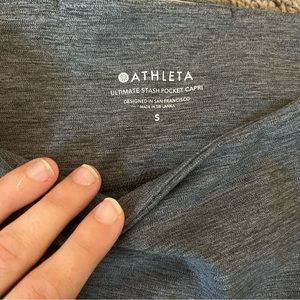 ATHLETA
ULTIMATE STASH POCKET CAPRI
DESIGNED IN SAN FRANCISCO
MADE IN SRI LANKA
S